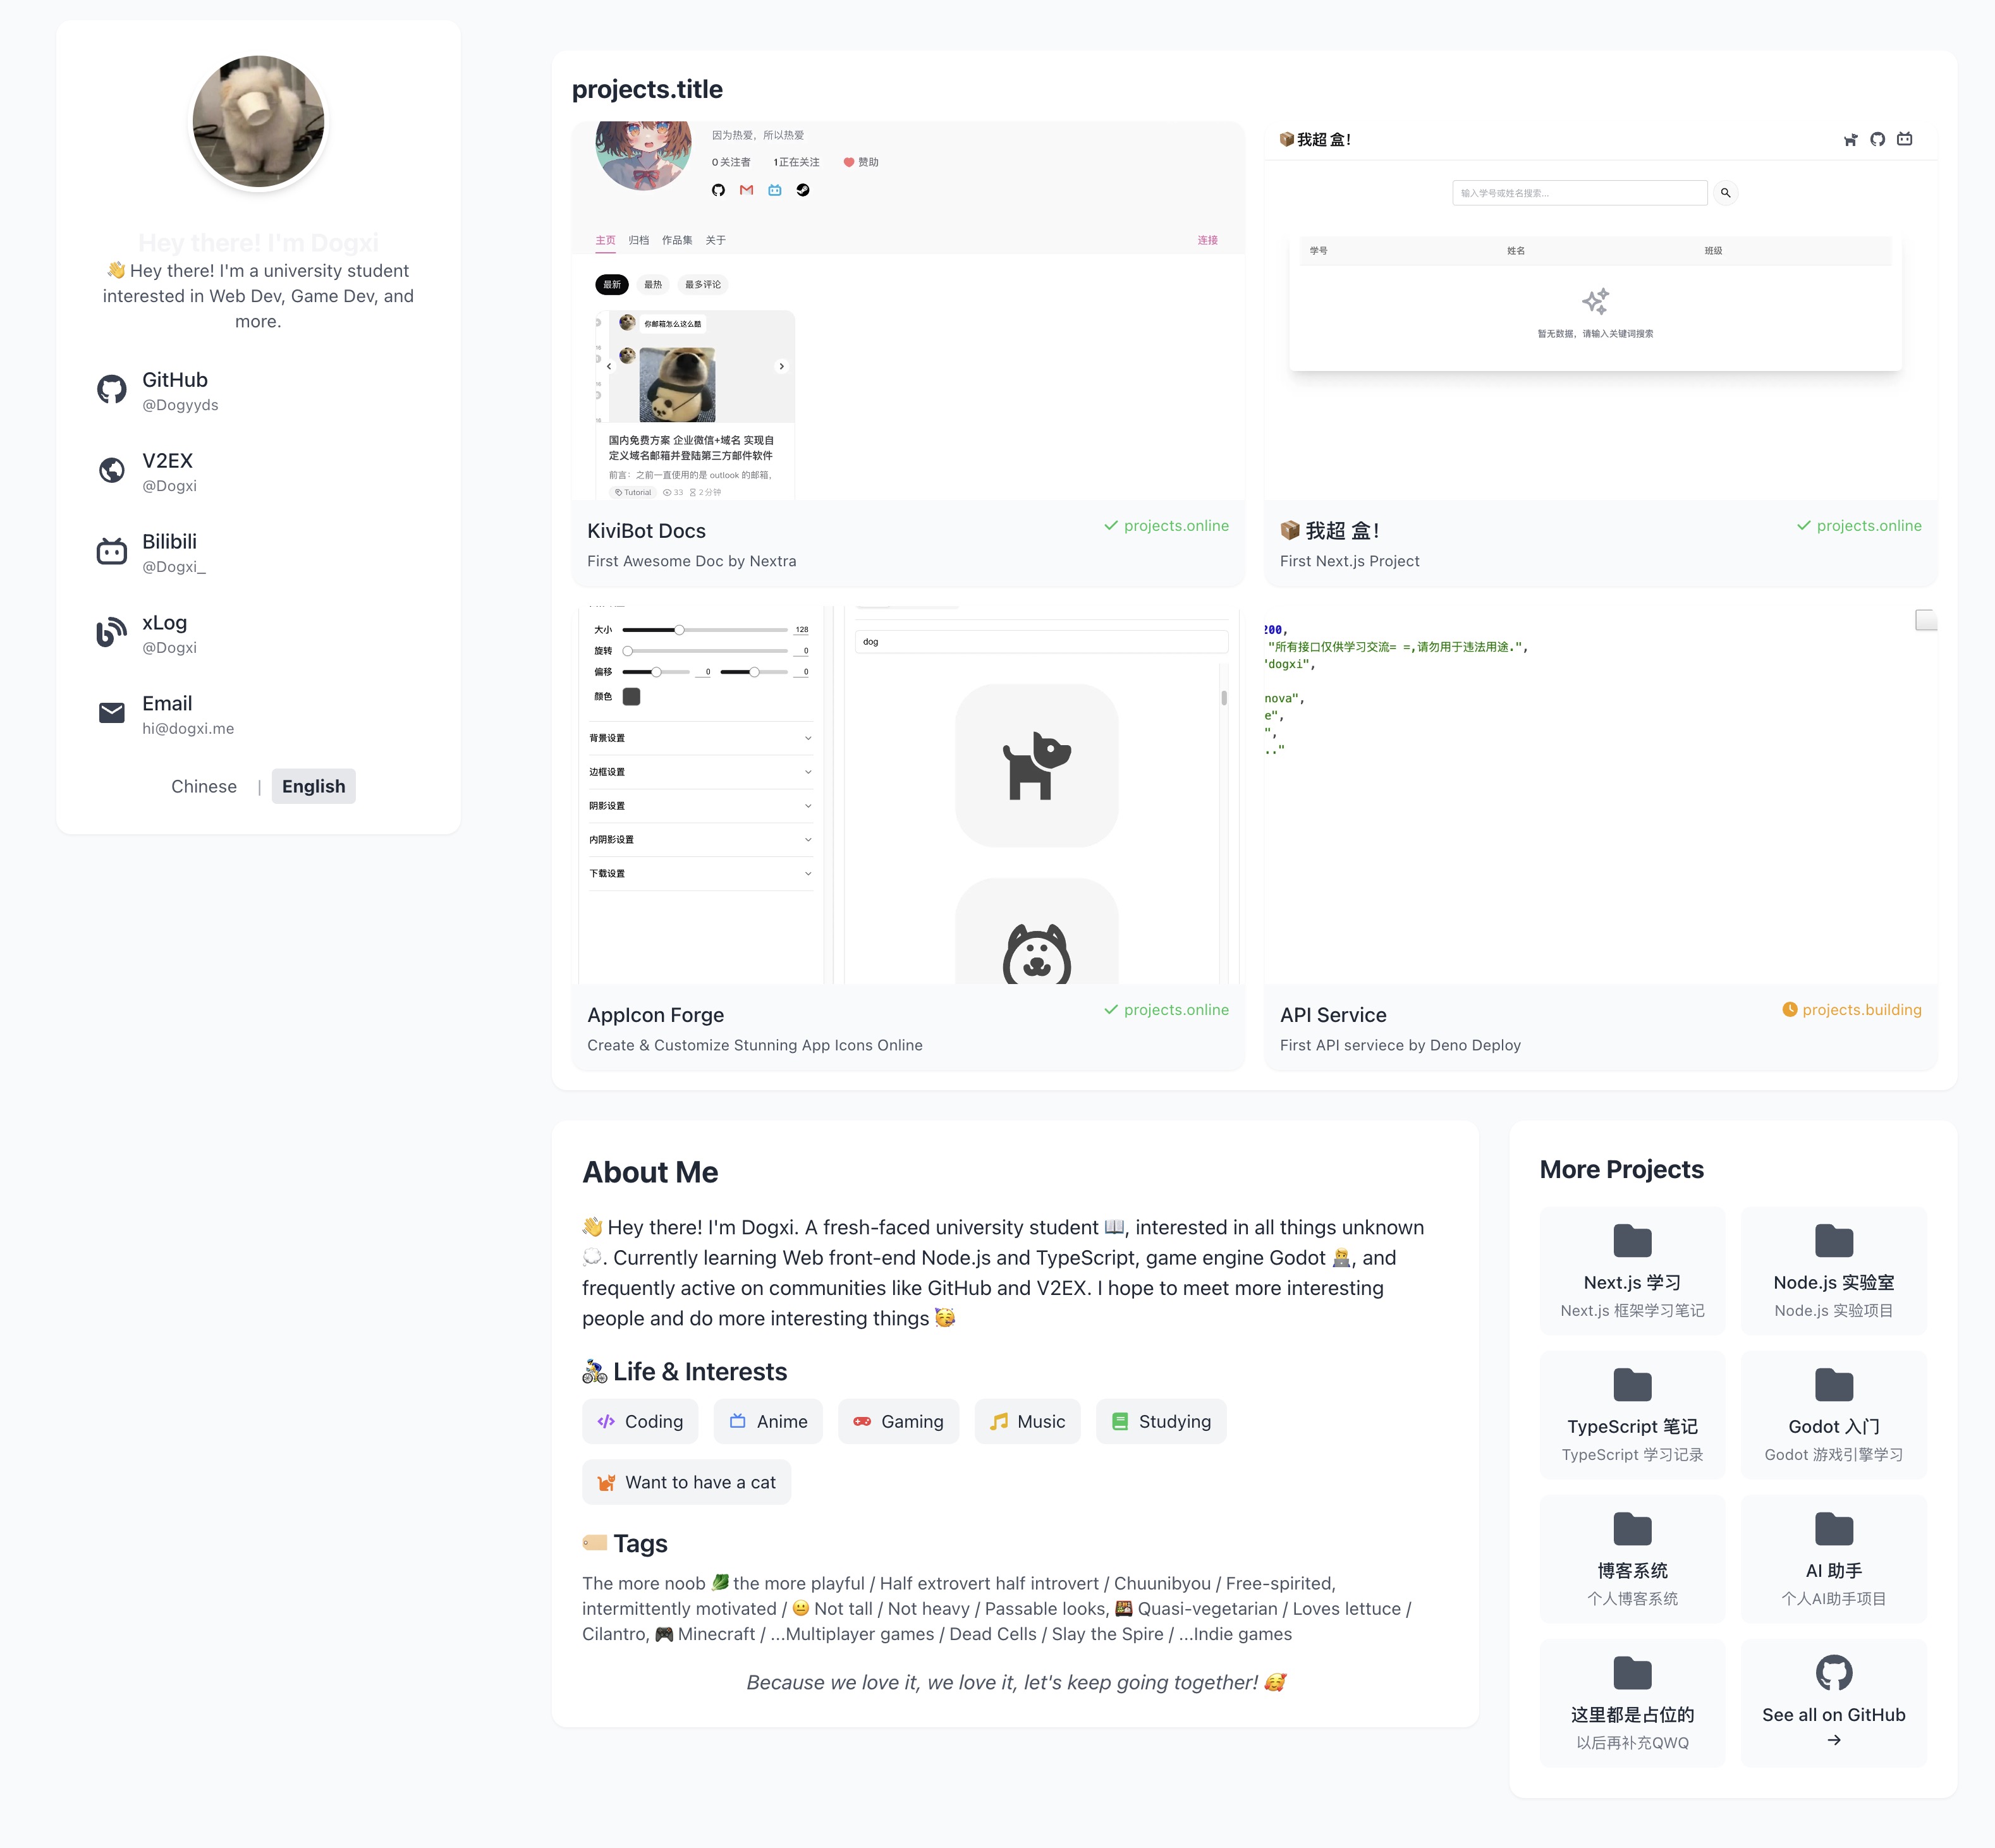 Hey there! I'm Dogxi
👋 Hey there! I'm a university student
interested in Web Dev, Game Dev, and
more.
GitHub
@Dogyyds
V2EX
@Dogxi
Bilibili
@Dogxi_
xLog
@Dogxi
Email
hi@dogxi.me
Chinese | English
projects.title
因为热爱，所以热爱
0 关注者 1正在关注 赞助
主页 归档 作品集 关于 连接
最新 最热 最多评论
你邮箱怎么这么酷
国内免费方案 企业微信+域名 实现自
定义域名邮箱并登陆第三方邮件软件
前言：之前一直使用的是 outlook 的邮箱，
Tutorial 33 2分钟
KiviBot Docs
projects.online
First Awesome Doc by Nextra
📦我超 盒！
输入学号或姓名搜索...
学号 姓名 班级
暂无数据，请输入关键词搜索
📦 我超 盒！
projects.online
First Next.js Project
大小 128
旋转 0
偏移 0 0
颜色
背景设置
边框设置
阴影设置
内阴影设置
下载设置
dog
AppIcon Forge
projects.online
Create & Customize Stunning App Icons Online
200,
"所有接口仅供学习交流= =,请勿用于违法用途.",
"dogxi",
nova",
e",
",
.."
API Service
projects.building
First API serviece by Deno Deploy
About Me
👋 Hey there! I'm Dogxi. A fresh-faced university student 📖, interested in all things unknown
💭. Currently learning Web front-end Node.js and TypeScript, game engine Godot 🧑‍💻, and
frequently active on communities like GitHub and V2EX. I hope to meet more interesting
people and do more interesting things 🥳
🚴 Life & Interests
Coding Anime Gaming Music Studying
Want to have a cat
🏷️ Tags
The more noob 🥬 the more playful / Half extrovert half introvert / Chuunibyou / Free-spirited,
intermittently motivated / 😐 Not tall / Not heavy / Passable looks, 🍱 Quasi-vegetarian / Loves lettuce /
Cilantro, 🎮 Minecraft / ...Multiplayer games / Dead Cells / Slay the Spire / ...Indie games
Because we love it, we love it, let's keep going together! 🥰
More Projects
Next.js 学习
Next.js 框架学习笔记
Node.js 实验室
Node.js 实验项目
TypeScript 笔记
TypeScript 学习记录
Godot 入门
Godot 游戏引擎学习
博客系统
个人博客系统
AI 助手
个人AI助手项目
这里都是占位的
以后再补充QWQ
See all on GitHub
→